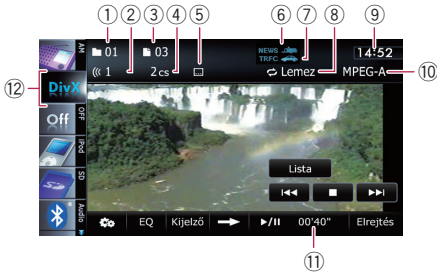 ① ③ ⑤ ⑥ ⑦ ⑧ ⑨
② ④
AM 01 03 NEWS 14:52
TRFC
1 2cs Lemez MPEG-A ⑩
⑫ DivX
Off OFF
iPod
Lista
SD
Audio
EQ Kijelző 00'40" Elrejtés
⑪